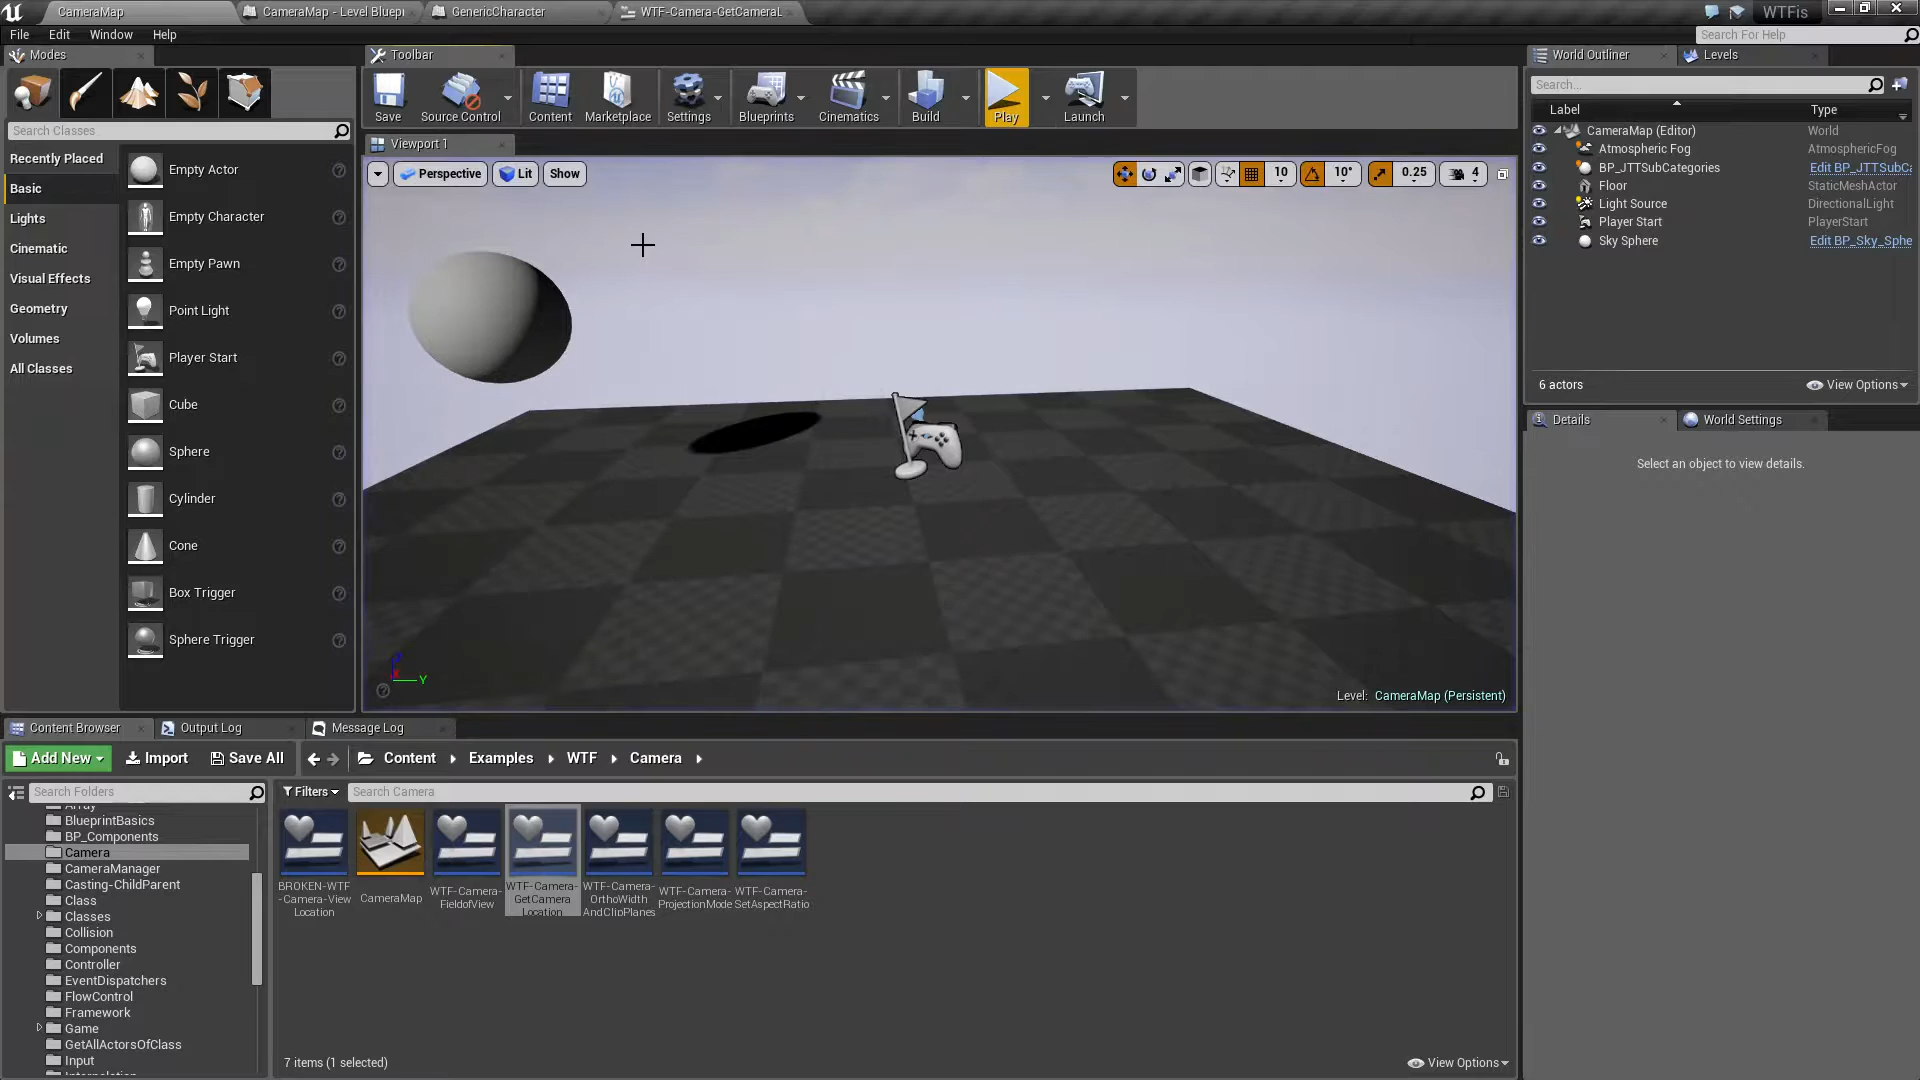 CameraMap
CameraMap - Level Bluepr
GenericCharacter
WTF-Camera-GetCameraL
WTFis
File
Edit
Window
Help
Search For Help
Modes
Toolbar
World Outliner
Levels
Save
Source Control
Content
Marketplace
Settings
Blueprints
Cinematics
Build
Play
Launch
Search...
Label
Type
Search Classes
Viewport 1
CameraMap (Editor)
World
Atmospheric Fog
AtmosphericFog
BP_JTTSubCategories
Edit BP_JTTSubCa
Floor
StaticMeshActor
Light Source
DirectionalLight
Player Start
PlayerStart
Sky Sphere
Edit BP_Sky_Sphe
6 actors
View Options
Recently Placed
Basic
Lights
Cinematic
Visual Effects
Geometry
Volumes
All Classes
Empty Actor
Empty Character
Empty Pawn
Point Light
Player Start
Cube
Sphere
Cylinder
Cone
Box Trigger
Sphere Trigger
Perspective
Lit
Show
10
10°
0.25
4
Z
Y
Level: CameraMap (Persistent)
Details
World Settings
Select an object to view details.
Content Browser
Output Log
Message Log
Add New
Import
Save All
Content
Examples
WTF
Camera
Search Folders
Filters
Search Camera
Array
BlueprintBasics
BP_Components
Camera
CameraManager
Casting-ChildParent
Class
Classes
Collision
Components
Controller
EventDispatchers
FlowControl
Framework
Game
GetAllActorsOfClass
Input
BROKEN-WTF
-Camera-View
Location
CameraMap
WTF-Camera-
FieldofView
WTF-Camera-
GetCamera
Location
WTF-Camera-
OrthoWidth
AndClipPlanes
WTF-Camera-
ProjectionMode
WTF-Camera-
SetAspectRatio
7 items (1 selected)
View Options